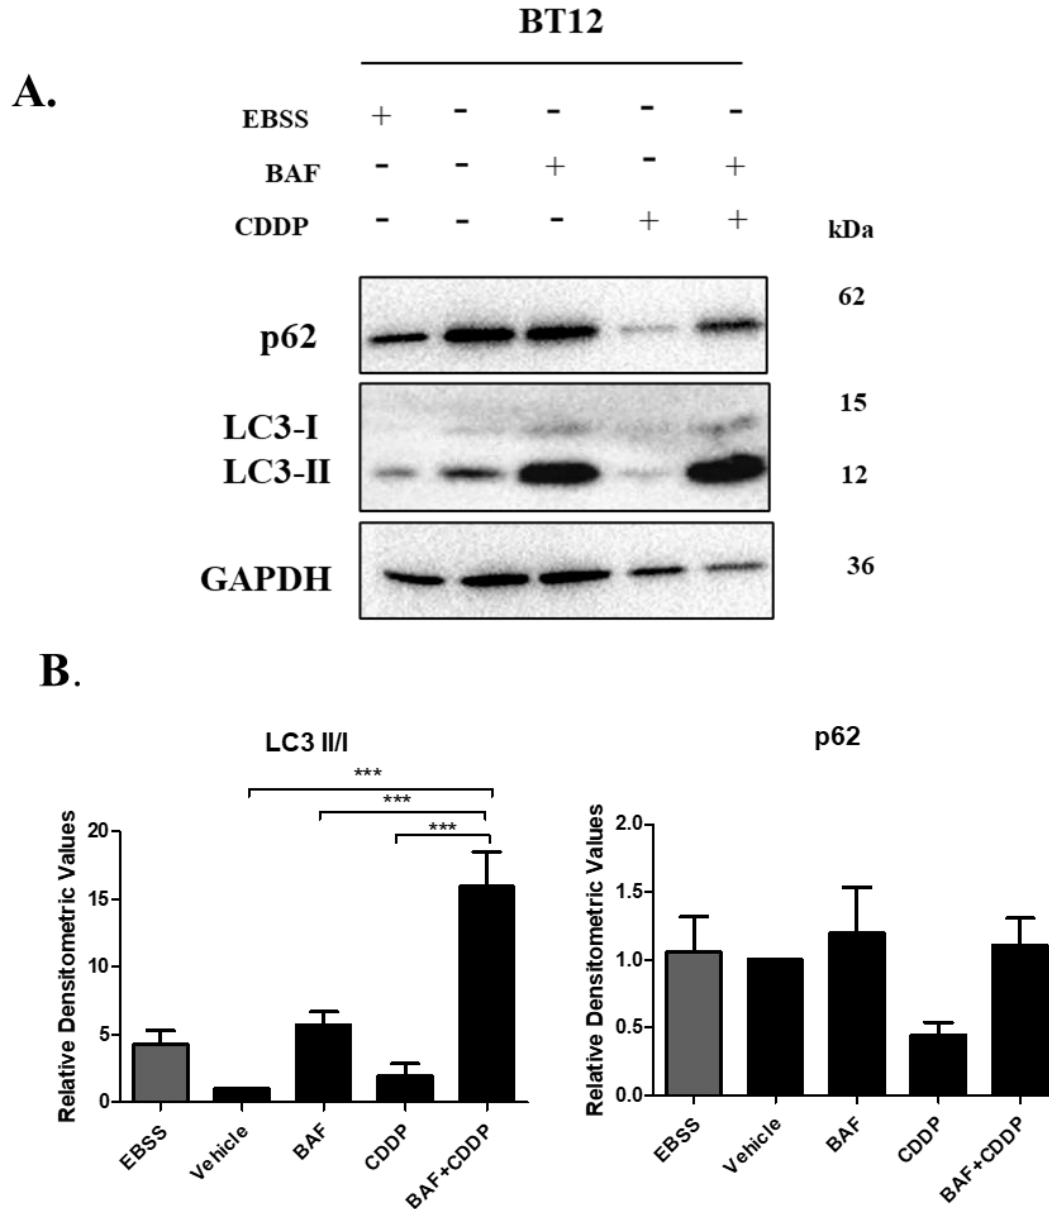 BT12
A.
EBSS + - - - -
BAF - - + - +
CDDP - - - + +
kDa
p62 62
LC3-I 15
LC3-II 12
GAPDH 36
B.
LC3 II/I
***
***
***
Relative Densitometric Values
20
15
10
5
0
EBSS
Vehicle
BAF
CDDP
BAF+CDDP
p62
Relative Densitometric Values
2.0
1.5
1.0
0.5
0.0
EBSS
Vehicle
BAF
CDDP
BAF+CDDP